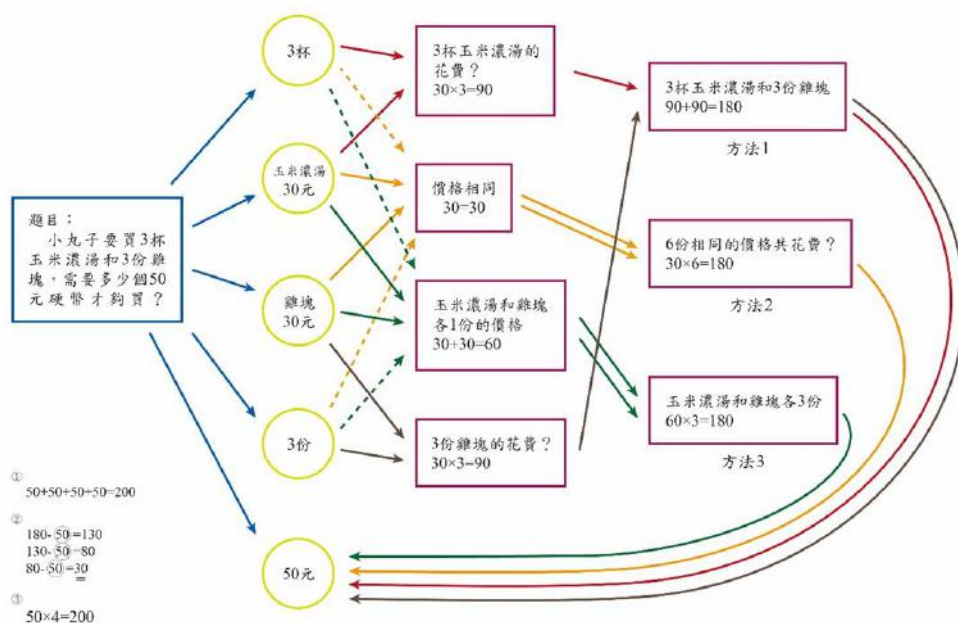 題目：
小丸子要買3杯
玉米濃湯和3份雞
塊，需要多少個50
元硬幣才夠買？
3杯
玉米濃湯
30元
雞塊
30元
3份
50元
3杯玉米濃湯的
花費？
30×3=90
價格相同
30=30
玉米濃湯和雞塊
各1份的價格
30+30=60
3份雞塊的花費？
30×3=90
3杯玉米濃湯和3份雞塊
90+90=180
方法1
6份相同的價格共花費？
30×6=180
方法2
玉米濃湯和雞塊各3份
60×3=180
方法3
①
50+50+50+50=200
②
180-50=130
130-50=80
80-50=30
③
50×4=200